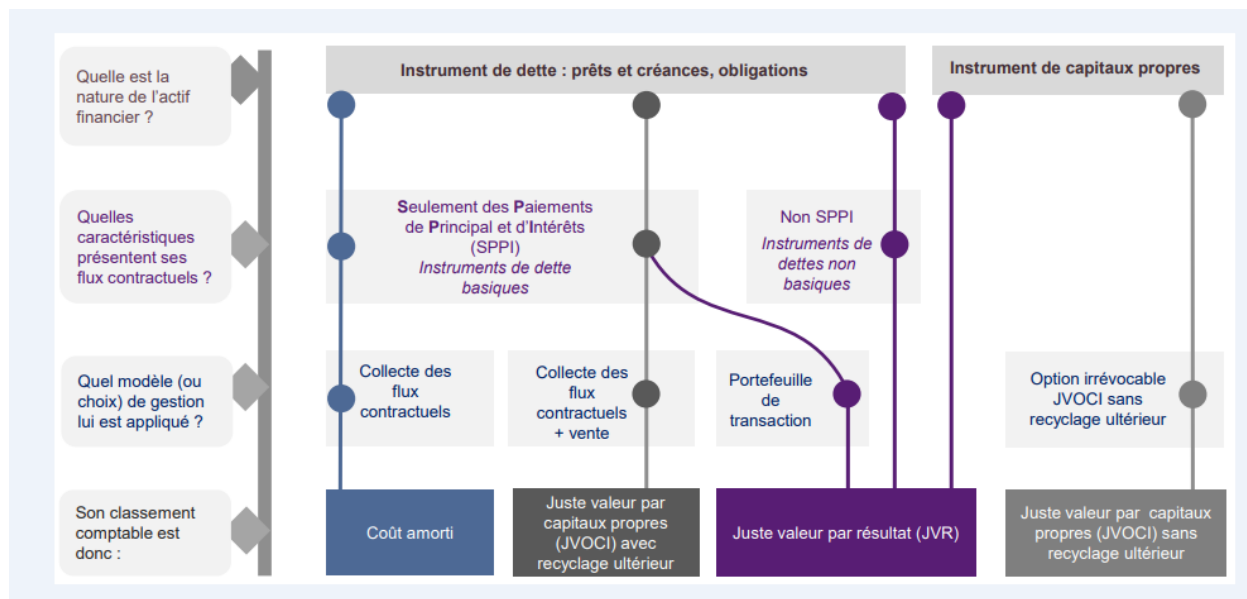 Quelle est la
nature de l'actif
financier ?
Instrument de dette : prêts et créances, obligations
Instrument de capitaux propres
Quelles
caractéristiques
présentent ses
flux contractuels ?
Seulement des Paiements
de Principal et d'Intérêts
(SPPI)
Instruments de dette
basiques
Non SPPI
Instruments de
dettes non
basiques
Quel modèle (ou
choix) de gestion
lui est appliqué ?
Collecte des
flux
contractuels
Collecte des
flux
contractuels
+ vente
Portefeuille
de
transaction
Option irrévocable
JVOCI sans
recyclage ultérieur
Son classement
comptable est
donc :
Coût amorti
Juste valeur par
capitaux propres
(JVOCI) avec
recyclage ultérieur
Juste valeur par résultat (JVR)
Juste valeur par capitaux
propres (JVOCI) sans
recyclage ultérieur